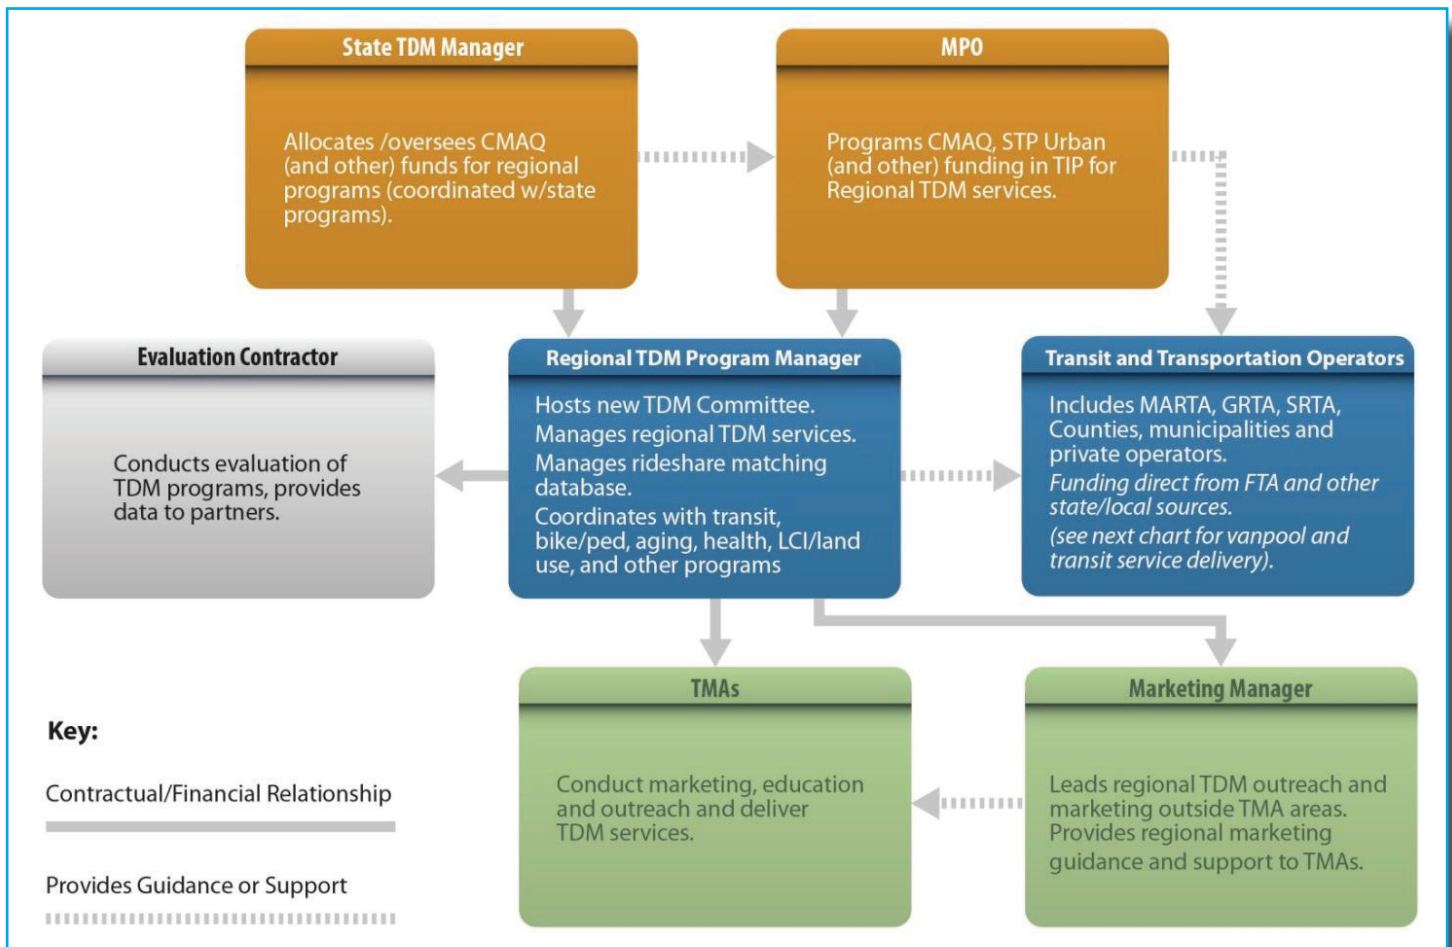 State TDM Manager
Allocates /oversees CMAQ
(and other) funds for regional
programs (coordinated w/state
programs).
MPO
Programs CMAQ, STP Urban
(and other) funding in TIP for
Regional TDM services.
Evaluation Contractor
Conducts evaluation of
TDM programs, provides
data to partners.
Regional TDM Program Manager
Hosts new TDM Committee.
Manages regional TDM services.
Manages rideshare matching
database.
Coordinates with transit,
bike/ped, aging, health, LCI/land
use, and other programs
Transit and Transportation Operators
Includes MARTA, GRTA, SRTA,
Counties, municipalities and
private operators.
Funding direct from FTA and other
state/local sources.
(see next chart for vanpool and
transit service delivery).
TMAs
Conduct marketing, education
and outreach and deliver
TDM services.
Marketing Manager
Leads regional TDM outreach and
marketing outside TMA areas.
Provides regional marketing
guidance and support to TMAs.
Key:
Contractual/Financial Relationship
Provides Guidance or Support